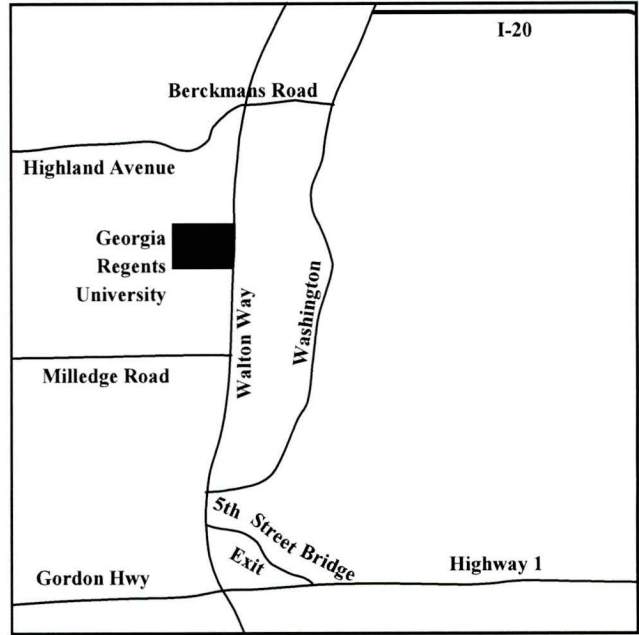 I-20
Berckmans Road
Highland Avenue
Georgia
Regents
University
Walton Way
Washington
Milledge Road
5th Street Bridge
Exit
Highway 1
Gordon Hwy